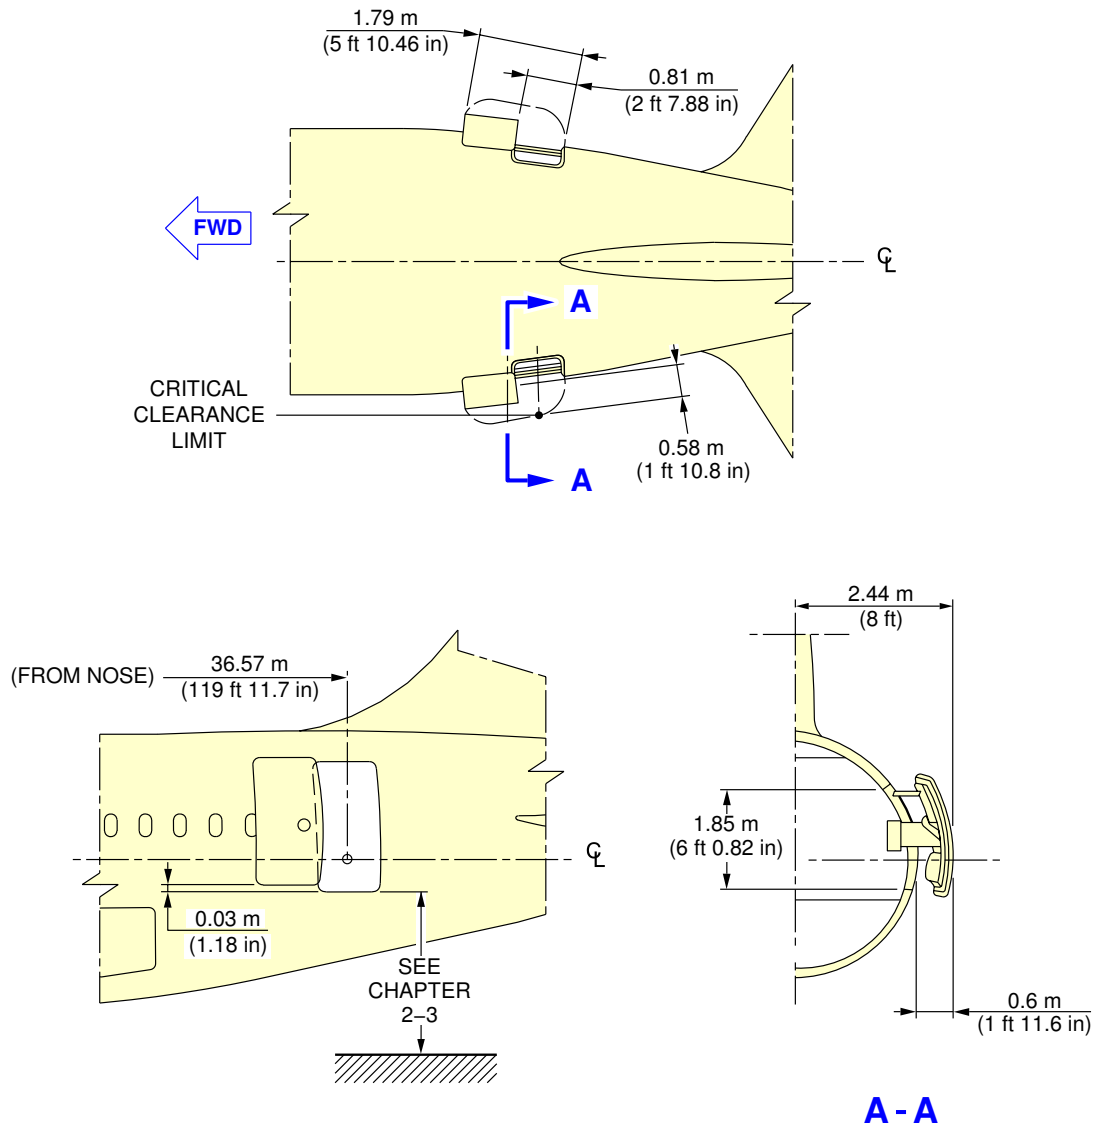 1.79 m
(5 ft 10.46 in)
0.81 m
(2 ft 7.88 in)
FWD
℄
A
CRITICAL
CLEARANCE
LIMIT
0.58 m
(1 ft 10.8 in)
A
2.44 m
(8 ft)
(FROM NOSE)
36.57 m
(119 ft 11.7 in)
℄
1.85 m
(6 ft 0.82 in)
0.03 m
(1.18 in)
SEE
CHAPTER
2–3
0.6 m
(1 ft 11.6 in)
A - A